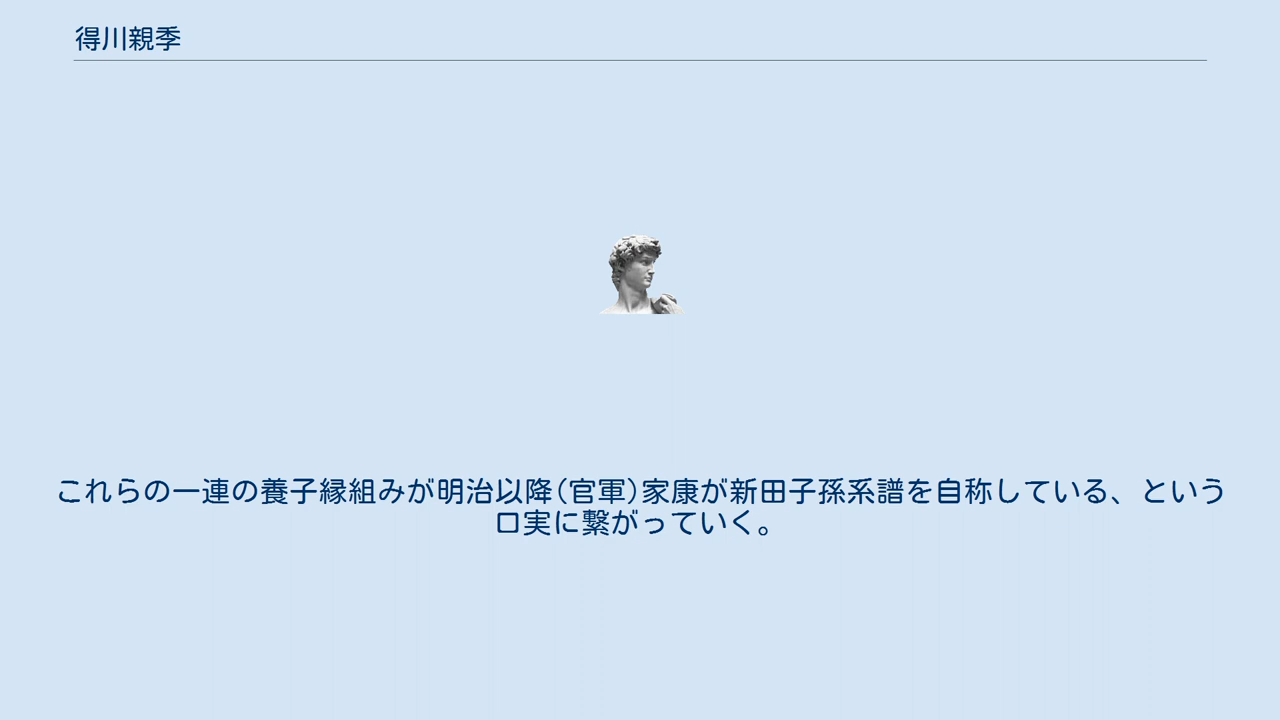 得川親季
これらの一連の養子縁組みが明治以降(官軍)家康が新田子孫系譜を自称している、という
口実に繋がっていく。